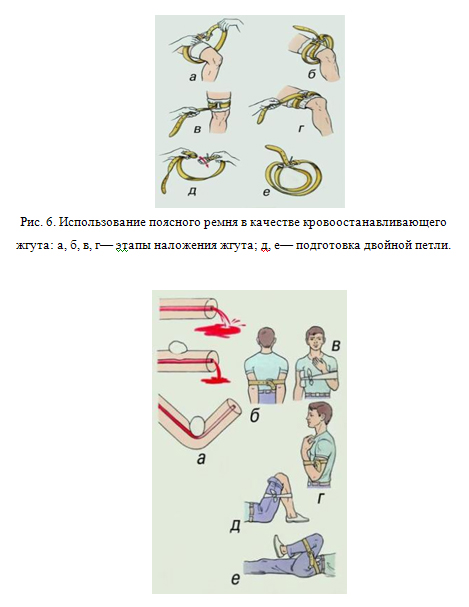 а
б
в
г
д
е
Рис. 6. Использование поясного ремня в качестве кровоостанавливающего
жгута: а, б, в, г— этапы наложения жгута; д, е— подготовка двойной петли.
в
б
а
г
д
е